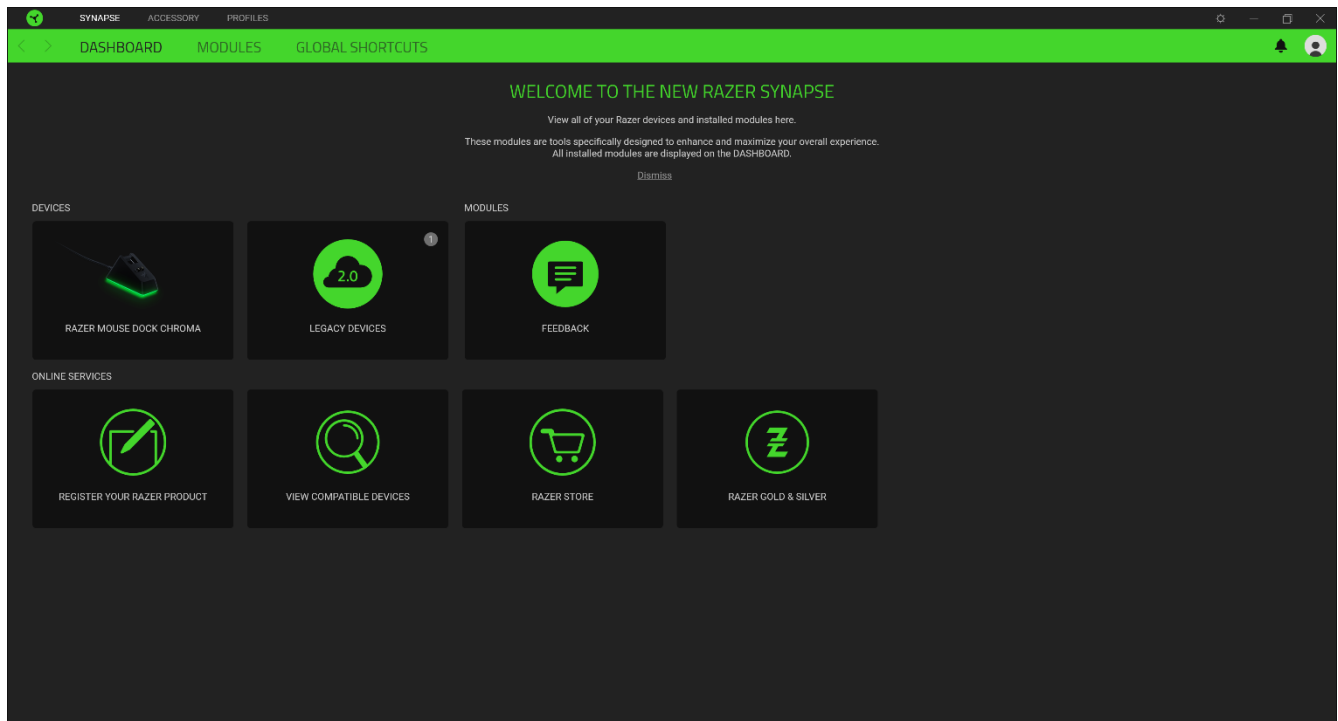 SYNAPSE ACCESSORY PROFILES
DASHBOARD MODULES GLOBAL SHORTCUTS
WELCOME TO THE NEW RAZER SYNAPSE
View all of your Razer devices and installed modules here.
These modules are tools specifically designed to enhance and maximize your overall experience.
All installed modules are displayed on the DASHBOARD.
Dismiss
DEVICES
MODULES
1
2.0
RAZER MOUSE DOCK CHROMA
LEGACY DEVICES
FEEDBACK
ONLINE SERVICES
REGISTER YOUR RAZER PRODUCT
VIEW COMPATIBLE DEVICES
RAZER STORE
RAZER GOLD & SILVER